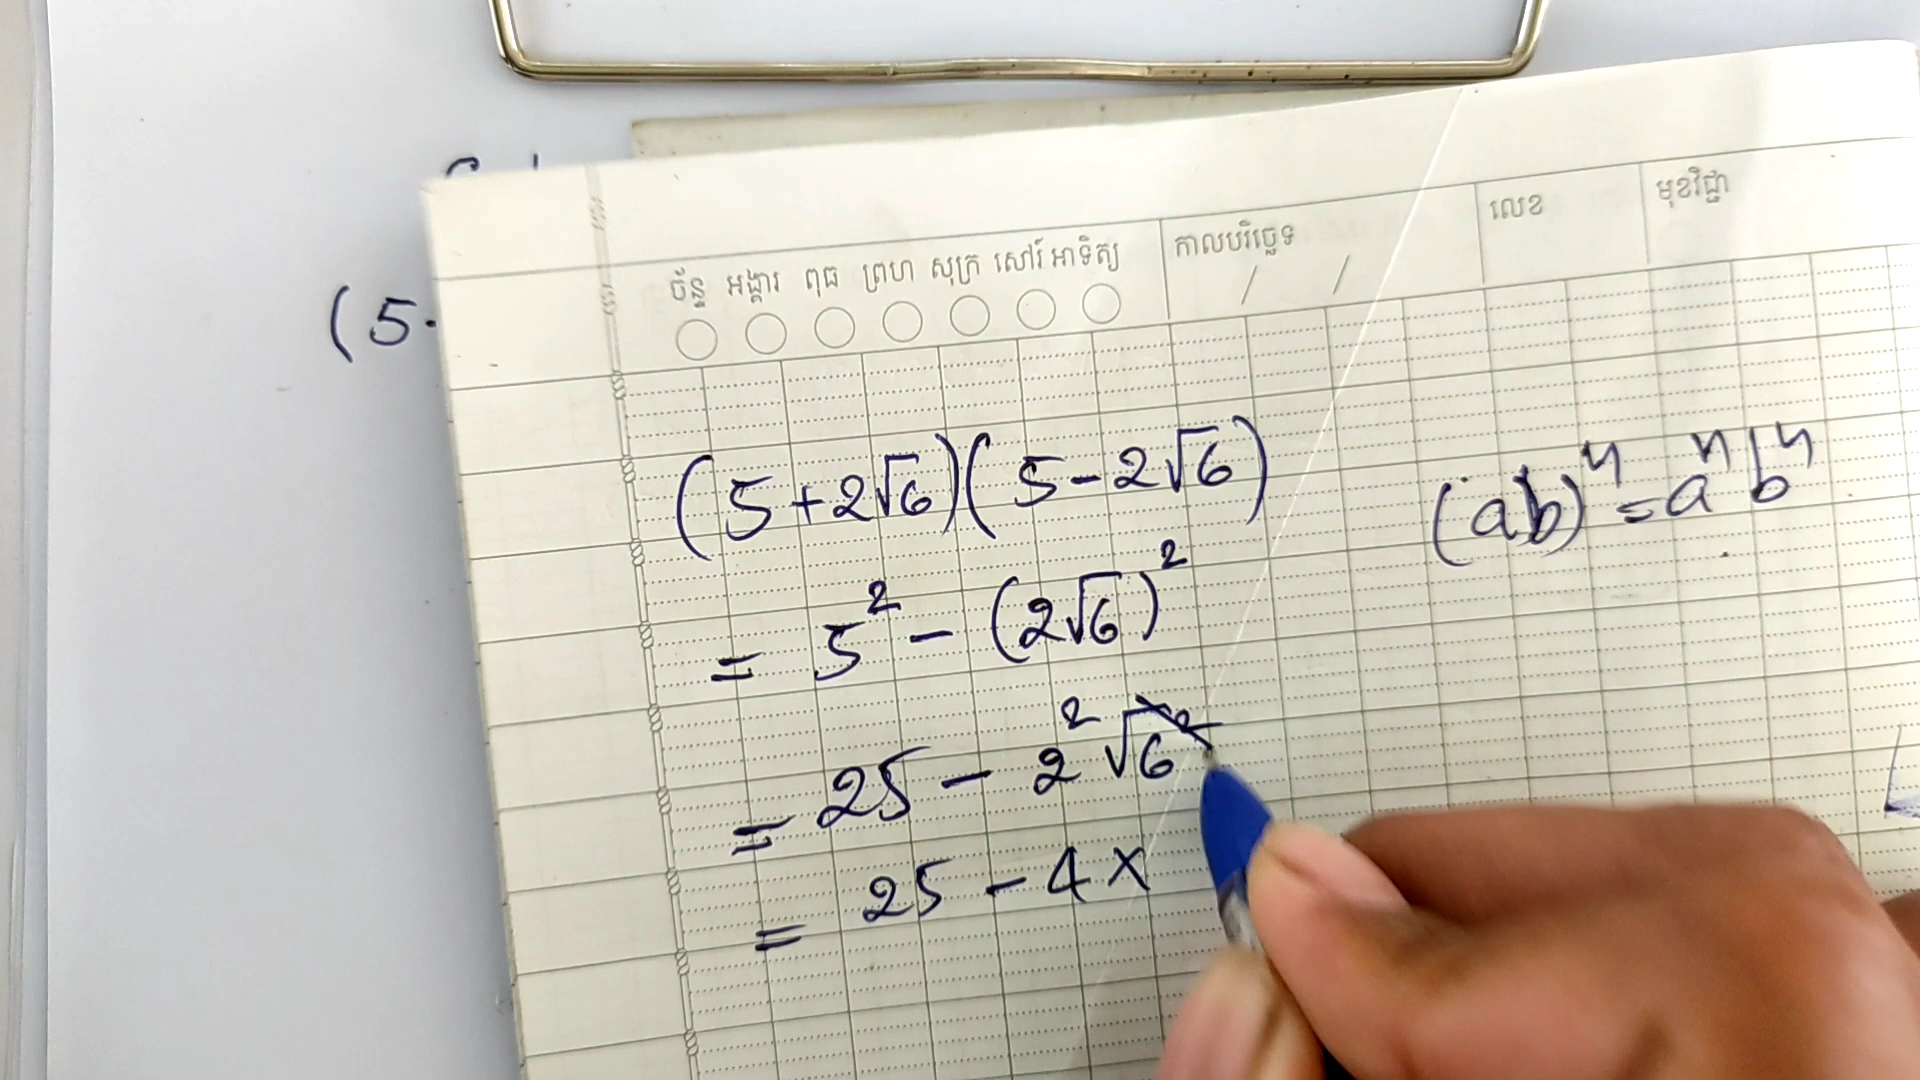 ច័ន្ទ អង្គារ ពុធ ព្រហ សុក្រ សៅរ៍ អាទិត្យ
កាលបរិច្ឆេទ / /
លេខ
មុខវិជ្ជា
(5
(5+2√6)(5-2√6)
(ab)ⁿ=aⁿbⁿ
= 5² - (2√6)²
= 25 - 2²√6²
= 25 - 4×